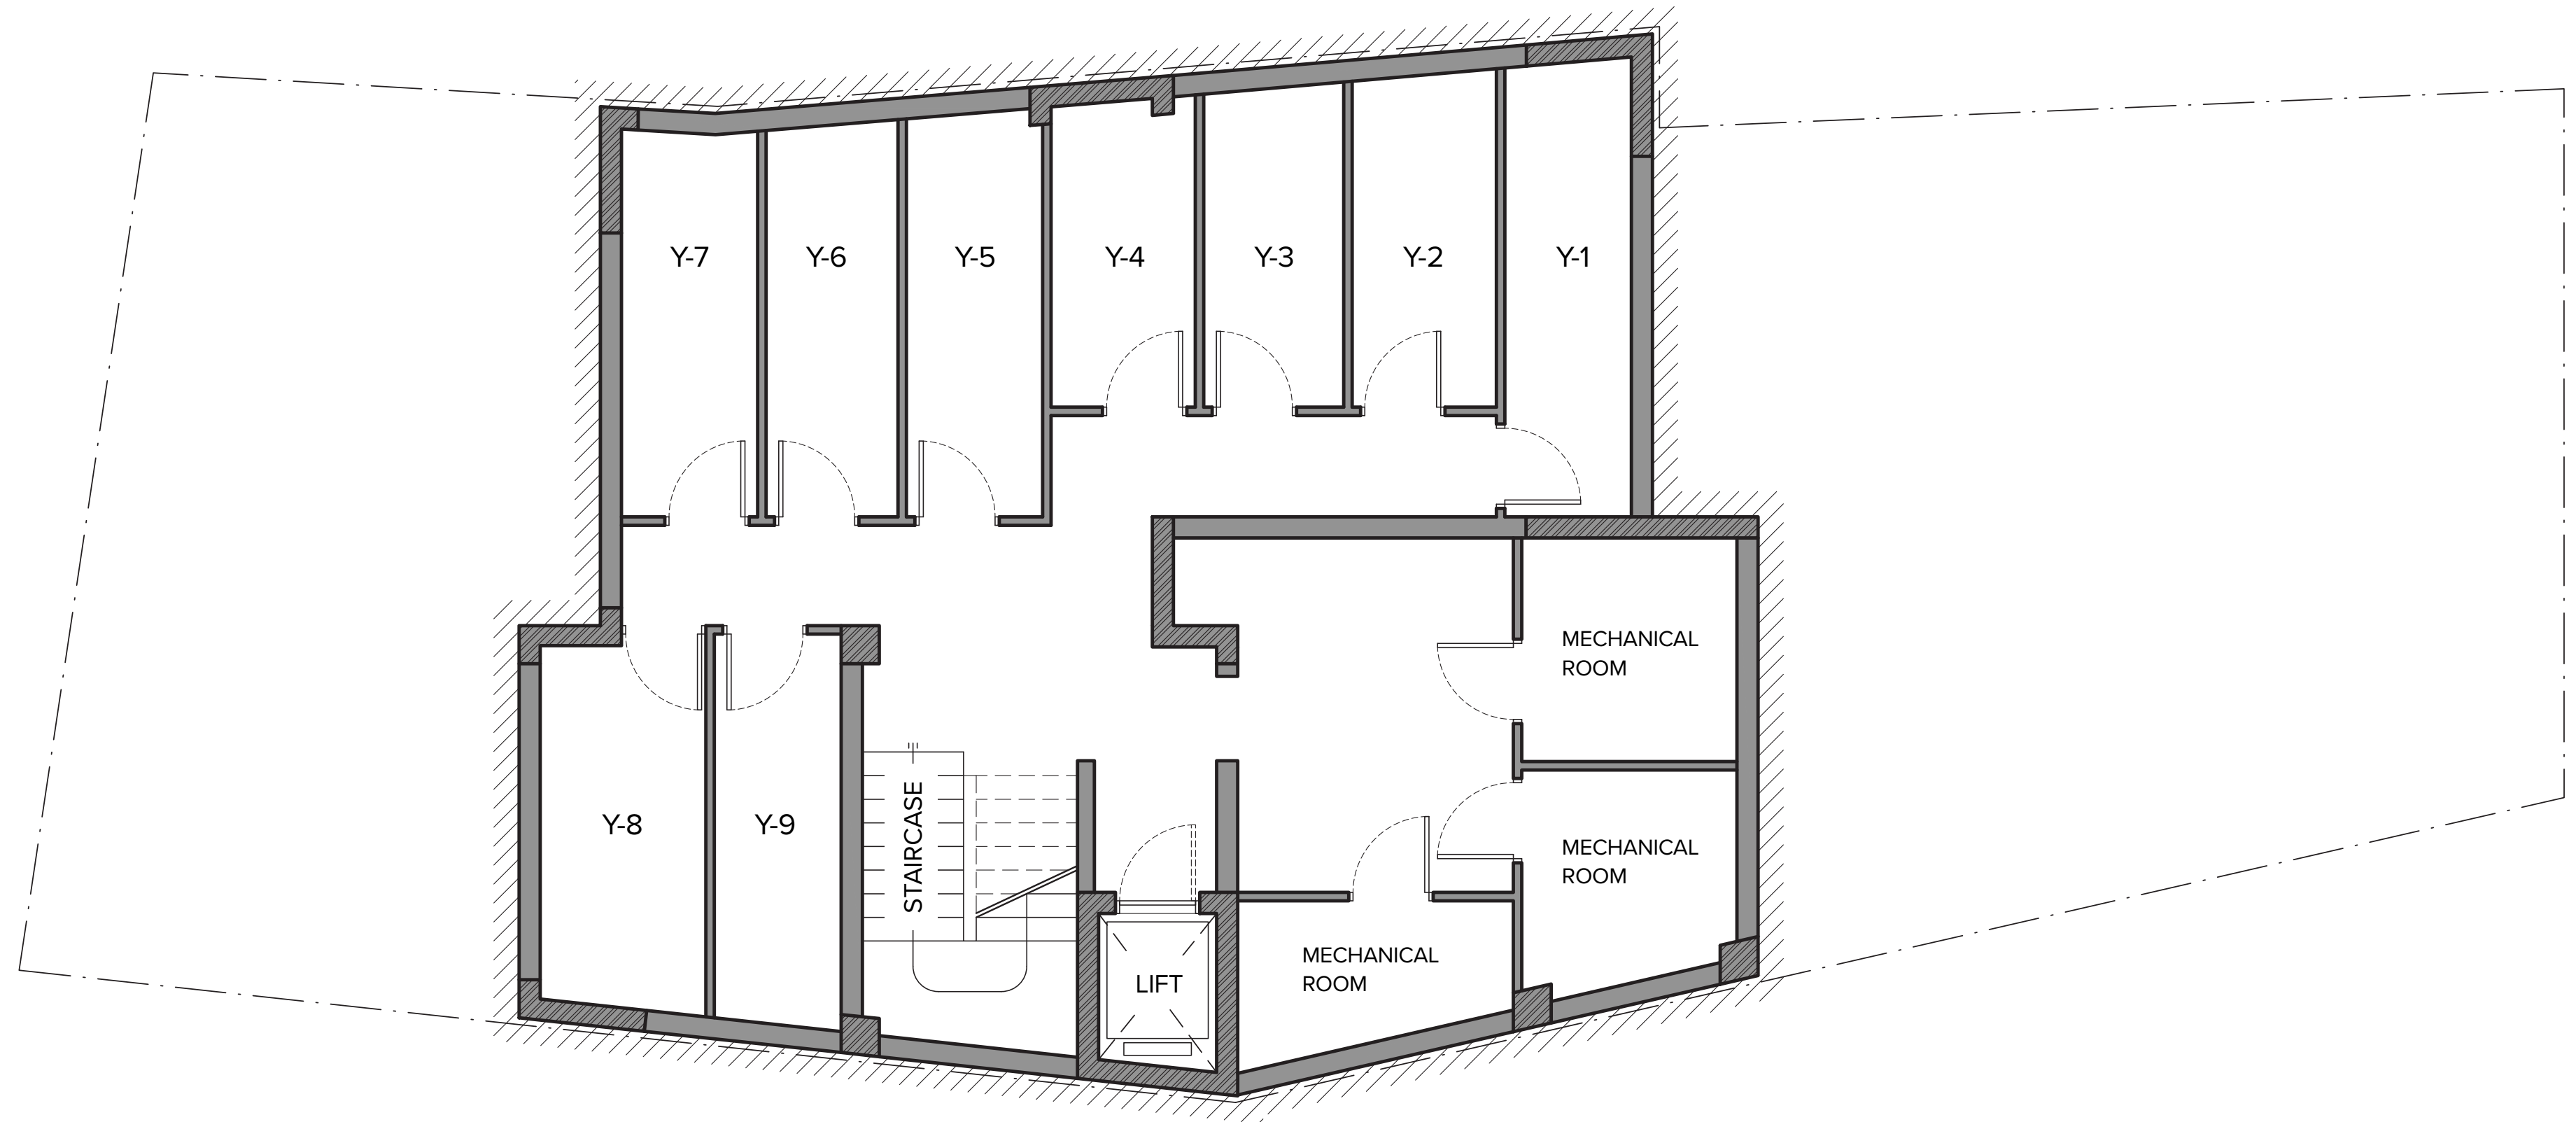 Y-7
Y-6
Y-5
Y-4
Y-3
Y-2
Y-1
MECHANICAL
ROOM
Y-8
Y-9
STAIRCASE
MECHANICAL
ROOM
MECHANICAL
ROOM
LIFT